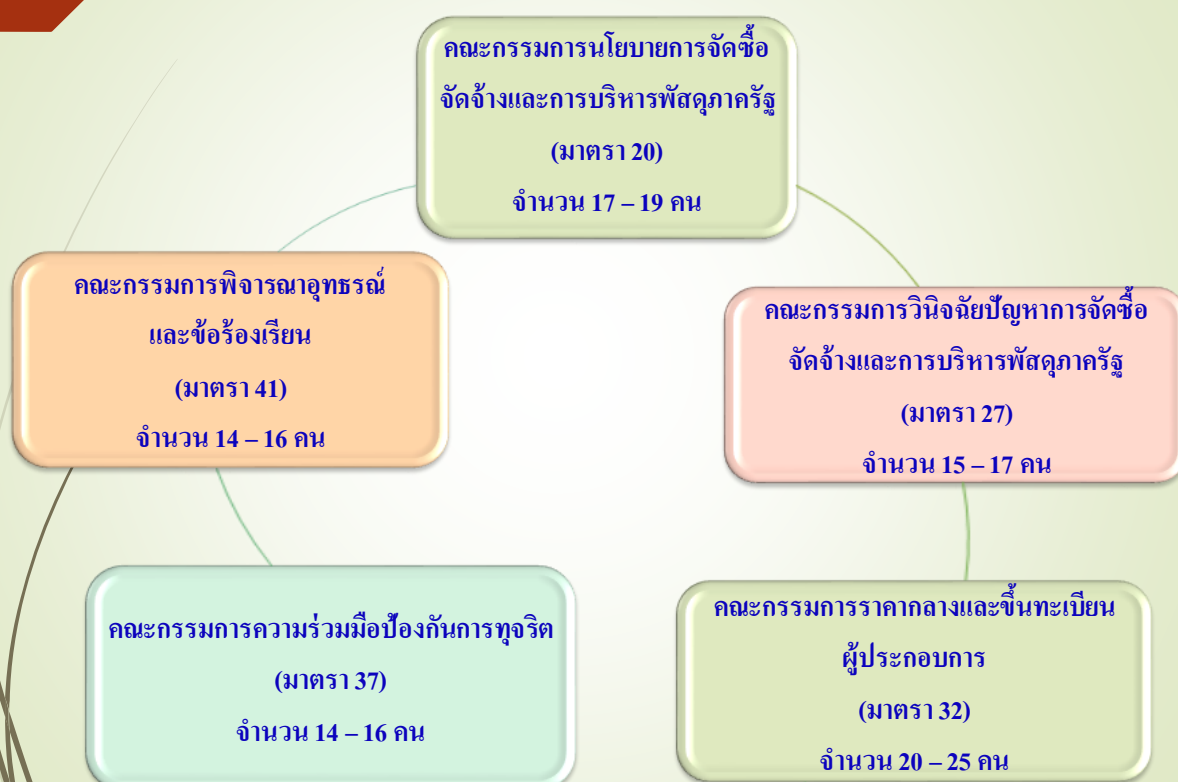 คณะกรรมการนโยบายการจัดซื้อ
จัดจ้างและการบริหารพัสดุภาครัฐ
(มาตรา 20)
จำนวน 17 – 19 คน
คณะกรรมการวินิจฉัยปัญหาการจัดซื้อ
จัดจ้างและการบริหารพัสดุภาครัฐ
(มาตรา 27)
จำนวน 15 – 17 คน
คณะกรรมการราคากลางและขึ้นทะเบียน
ผู้ประกอบการ
(มาตรา 32)
จำนวน 20 – 25 คน
คณะกรรมการความร่วมมือป้องกันการทุจริต
(มาตรา 37)
จำนวน 14 – 16 คน
คณะกรรมการพิจารณาอุทธรณ์
และข้อร้องเรียน
(มาตรา 41)
จำนวน 14 – 16 คน